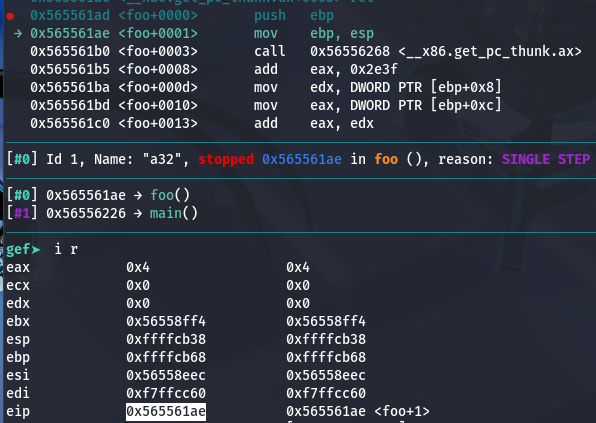 0x565561ad <foo+0000> push ebp
→ 0x565561ae <foo+0001> mov ebp, esp
0x565561b0 <foo+0003> call 0x56556268 <__x86.get_pc_thunk.ax>
0x565561b5 <foo+0008> add eax, 0x2e3f
0x565561ba <foo+000d> mov edx, DWORD PTR [ebp+0x8]
0x565561bd <foo+0010> mov eax, DWORD PTR [ebp+0xc]
0x565561c0 <foo+0013> add eax, edx
[#0] Id 1, Name: "a32", stopped 0x565561ae in foo (), reason: SINGLE STEP
[#0] 0x565561ae → foo()
[#1] 0x56556226 → main()
gef➤ i r
eax 0x4 0x4
ecx 0x0 0x0
edx 0x0 0x0
ebx 0x56558ff4 0x56558ff4
esp 0xffffcb38 0xffffcb38
ebp 0xffffcb68 0xffffcb68
esi 0x56558eec 0x56558eec
edi 0xf7ffcc60 0xf7ffcc60
eip 0x565561ae 0x565561ae <foo+1>